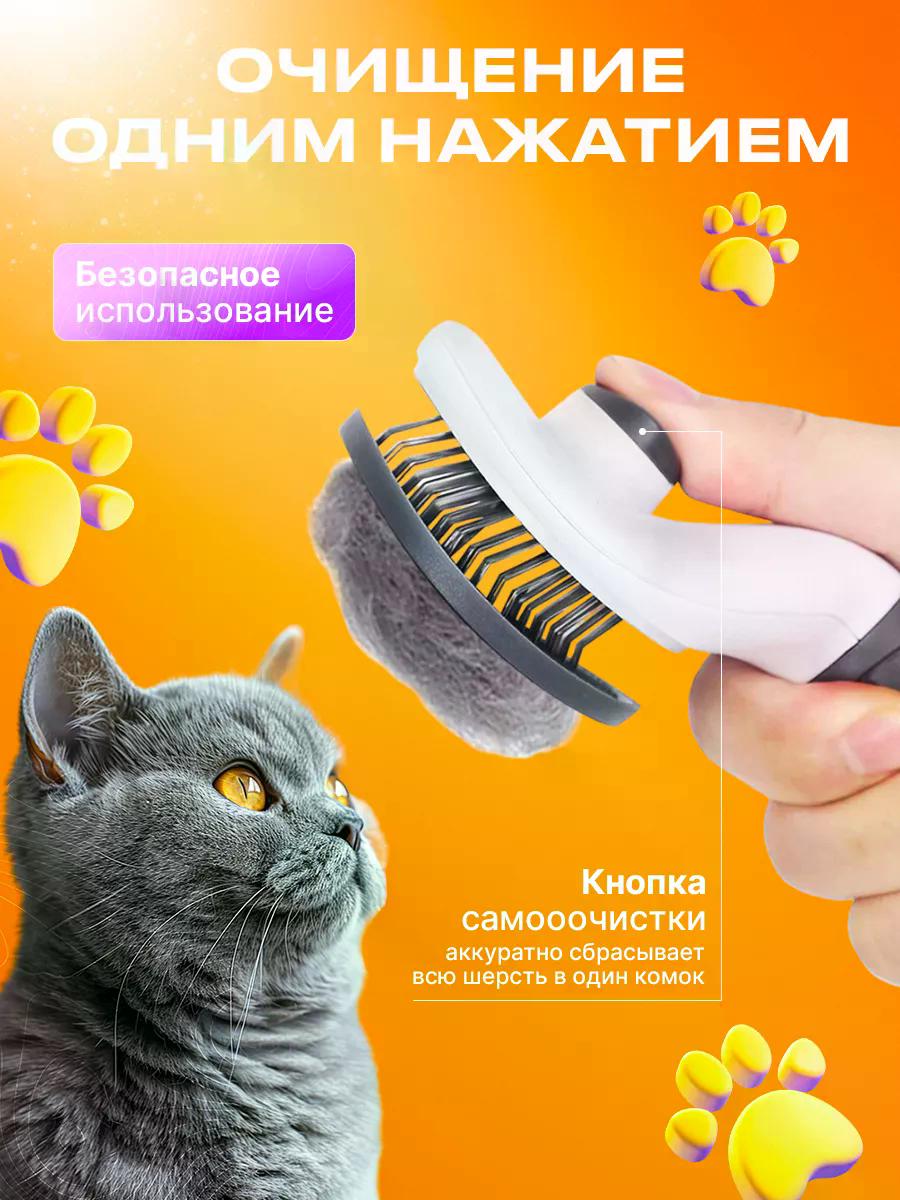 ОЧИЩЕНИЕ
ОДНИМ НАЖАТИЕМ
Безопасное
использование
Кнопка
самооочистки
аккуратно сбрасывает
всю шерсть в один комок